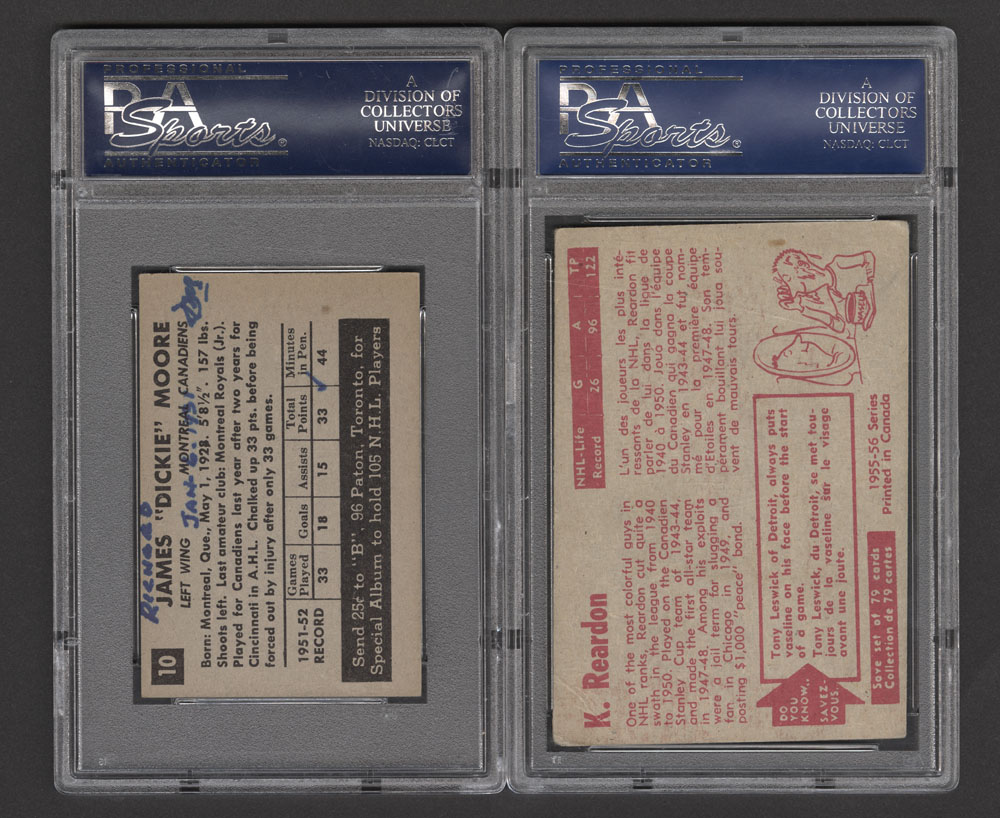 PROFESSIONAL
PSA
Sports®
AUTHENTICATOR
A
DIVISION OF
COLLECTORS
UNIVERSE
NASDAQ: CLCT
10
RICHARD
JAMES "DICKIE" MOORE
LEFT WING MONTREAL CANADIENS
JAN 6, 1931
Born: Montreal, Que., May 1, 1928. 5'8½". 157 lbs.
Shoots left. Last amateur club: Montreal Royals (Jr.).
Played for Canadiens last year after two years for
Cincinnati in A.H.L. Chalked up 33 pts. before being
forced out by injury after only 33 games.
1951-52 RECORD
Games Played Goals Assists Total Points Minutes in Pen.
33 18 15 33 44
Send 25¢ to "B", 96 Paton, Toronto, for
Special Album to hold 105 N.H.L. Players
PROFESSIONAL
PSA
Sports®
AUTHENTICATOR
A
DIVISION OF
COLLECTORS
UNIVERSE
NASDAQ: CLCT
K. Reardon
One of the most colorful guys in
NHL ranks, Reardon cut quite a
swath in the league from 1940
to 1950. Played on the Canadien
Stanley Cup team of 1943-44,
and made the first all-star team
in 1947-48. Among his exploits
were a jail term for slugging a
fan in Chicago in 1949, and
posting $1,000 "peace" bond.
NHL-Life G A TP
Record 26 96 122
L'un des joueurs les plus inté-
ressants de la NHL, Reardon fit
parler de lui dans la ligue de
1940 à 1950. Joua dans l'équipe
du Canadien qui gagna la coupe
Stanley en 1943-44 et fut nom-
mé pour la première équipe
d'Etoiles en 1947-48. Son tem-
pérament bouillant lui joua sou-
vent de mauvais tours.
DO
YOU
KNOW..
SAVEZ-
VOUS..
Tony Leswick of Detroit, always puts
vaseline on his face before the start
of a game.
Tony Leswick, du Detroit, se met tou-
jours de la vaseline sur le visage
avant une joute.
Save set of 79 cards
Collection de 79 cartes
1955-56 Series
Printed in Canada